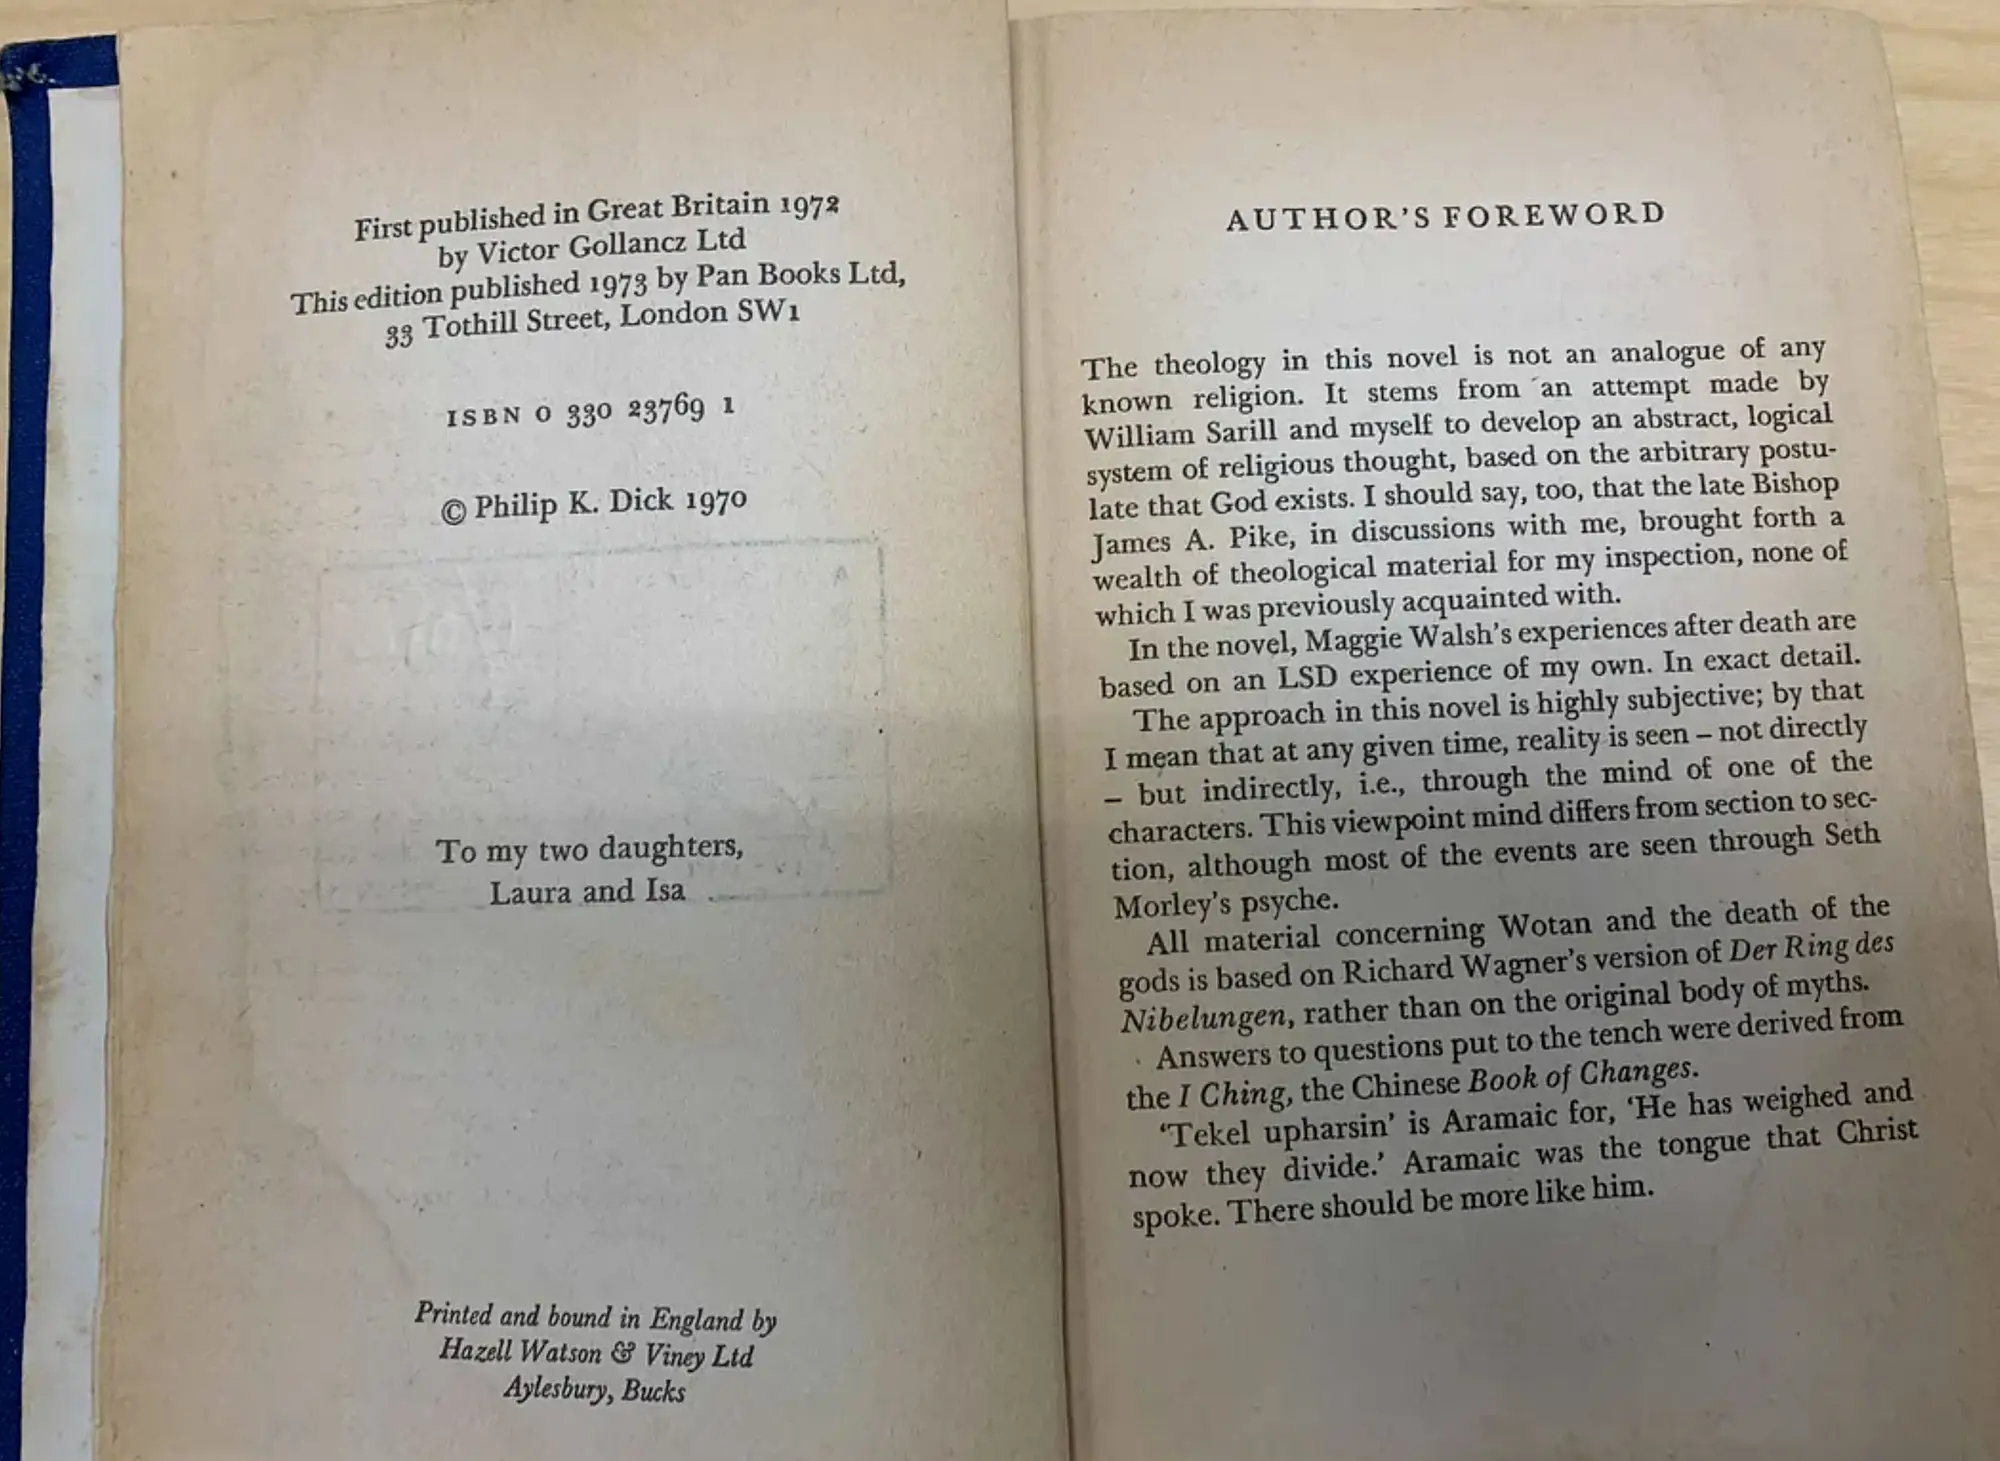 First published in Great Britain 1972
by Victor Gollancz Ltd
This edition published 1973 by Pan Books Ltd,
33 Tothill Street, London SW1
ISBN 0 330 23769 1
© Philip K. Dick 1970
To my two daughters,
Laura and Isa
Printed and bound in England by
Hazell Watson & Viney Ltd
Aylesbury, Bucks
AUTHOR'S FOREWORD
The theology in this novel is not an analogue of any
known religion. It stems from an attempt made by
William Sarill and myself to develop an abstract, logical
system of religious thought, based on the arbitrary postu-
late that God exists. I should say, too, that the late Bishop
James A. Pike, in discussions with me, brought forth a
wealth of theological material for my inspection, none of
which I was previously acquainted with.
In the novel, Maggie Walsh's experiences after death are
based on an LSD experience of my own. In exact detail.
The approach in this novel is highly subjective; by that
I mean that at any given time, reality is seen – not directly
– but indirectly, i.e., through the mind of one of the
characters. This viewpoint mind differs from section to sec-
tion, although most of the events are seen through Seth
Morley's psyche.
All material concerning Wotan and the death of the
gods is based on Richard Wagner's version of Der Ring des
Nibelungen, rather than on the original body of myths.
Answers to questions put to the tench were derived from
the I Ching, the Chinese Book of Changes.
'Tekel upharsin' is Aramaic for, 'He has weighed and
now they divide.' Aramaic was the tongue that Christ
spoke. There should be more like him.